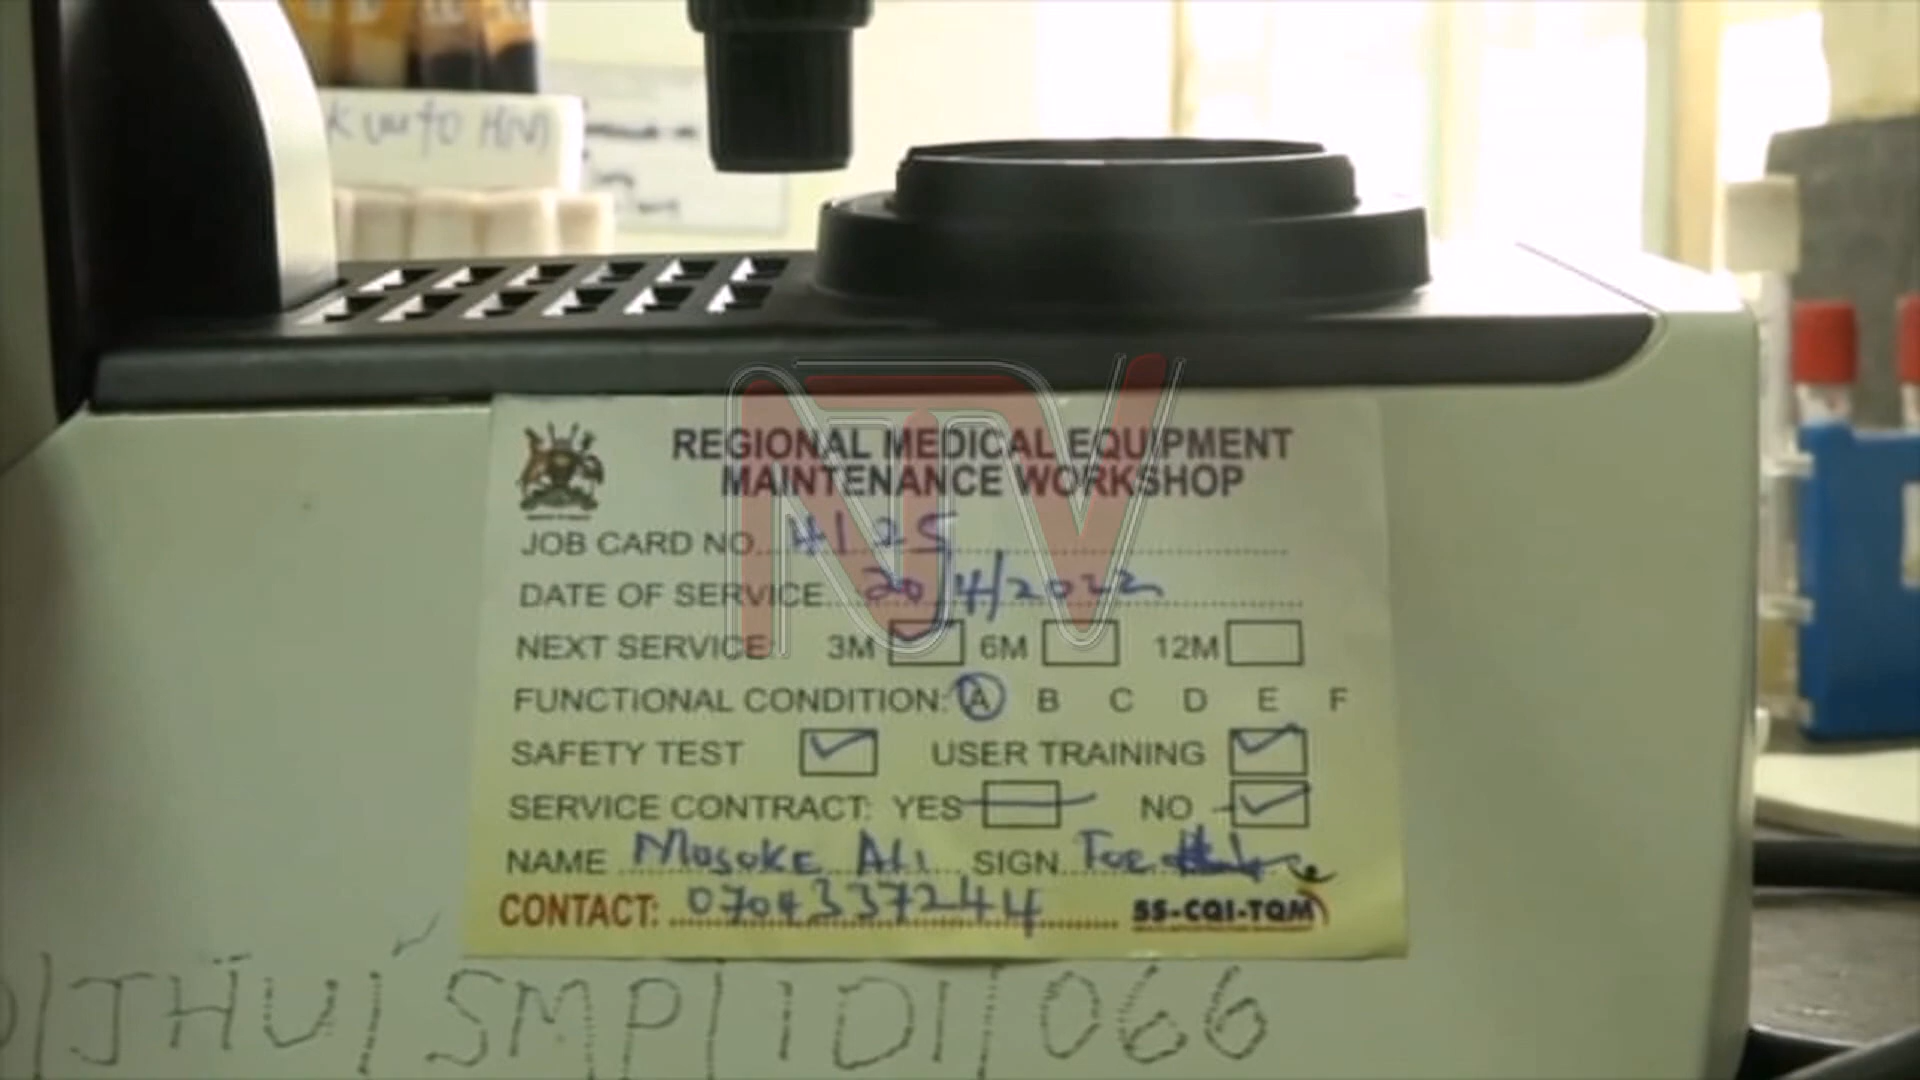 NTV
REGIONAL MEDICAL EQUIPMENT
MAINTENANCE WORKSHOP
JOB CARD NO. 4125
DATE OF SERVICE 20/4/2022
NEXT SERVICE: 3M 6M 12M
FUNCTIONAL CONDITION: A B C D E F
SAFETY TEST USER TRAINING
SERVICE CONTRACT: YES NO
NAME Musoke Ali SIGN
CONTACT: 0704337244 SS-CQI-TQM
JHU/SMP/IDI/066